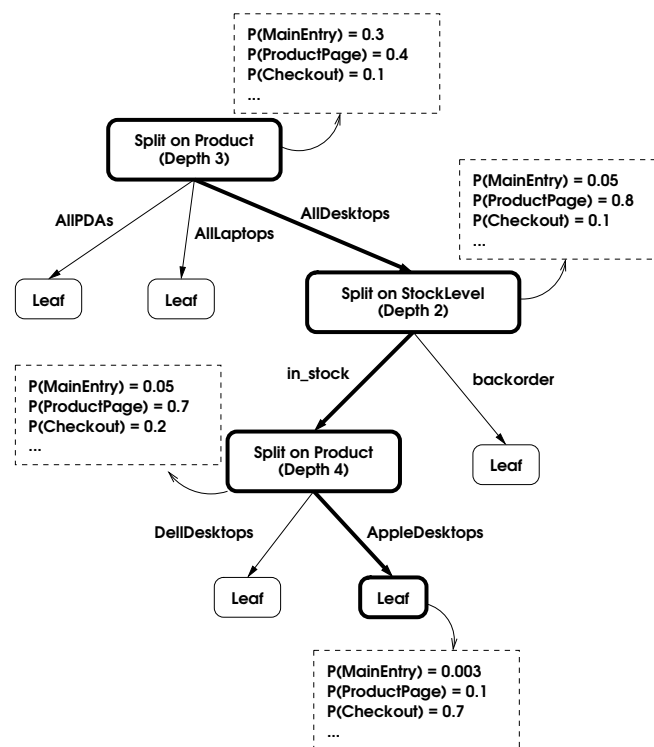 P(MainEntry) = 0.3
P(ProductPage) = 0.4
P(Checkout) = 0.1
...
Split on Product
(Depth 3)
P(MainEntry) = 0.05
P(ProductPage) = 0.8
P(Checkout) = 0.1
...
AllPDAs
AllLaptops
AllDesktops
Leaf
Leaf
Split on StockLevel
(Depth 2)
in_stock
backorder
P(MainEntry) = 0.05
P(ProductPage) = 0.7
P(Checkout) = 0.2
...
Split on Product
(Depth 4)
Leaf
DellDesktops
AppleDesktops
Leaf
Leaf
P(MainEntry) = 0.003
P(ProductPage) = 0.1
P(Checkout) = 0.7
...